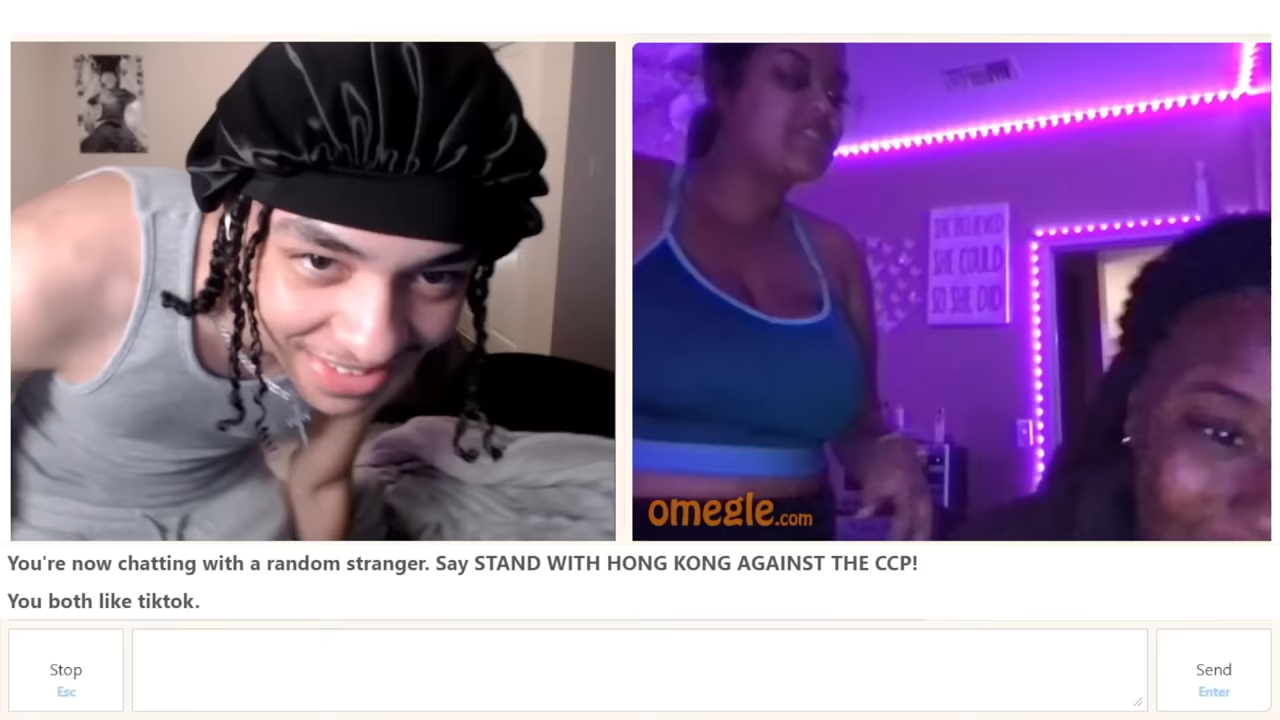 SHE BELIEVED
SHE COULD
SO SHE DID
omegle.com
You're now chatting with a random stranger. Say STAND WITH HONG KONG AGAINST THE CCP!
You both like tiktok.
Stop
Esc
Send
Enter